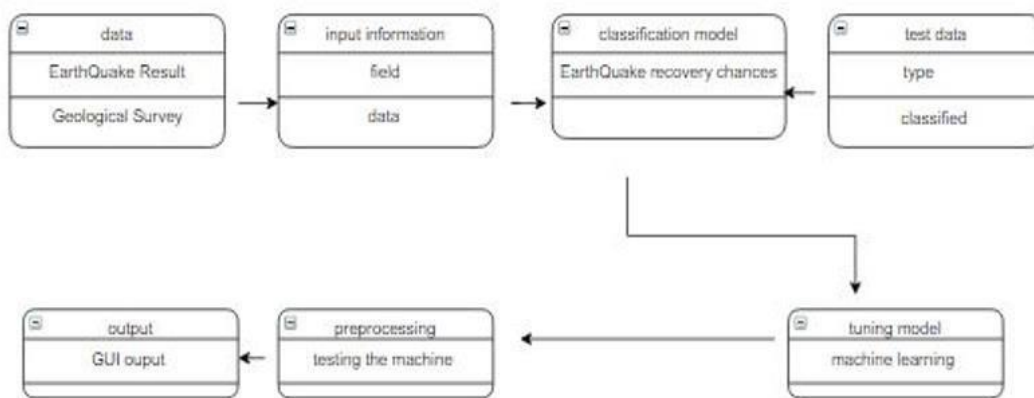 data
EarthQuake Result
Geological Survey
input information
field
data
classification model
EarthQuake recovery chances
test data
type
classified
output
GUI ouput
preprocessing
testing the machine
tuning model
machine learning